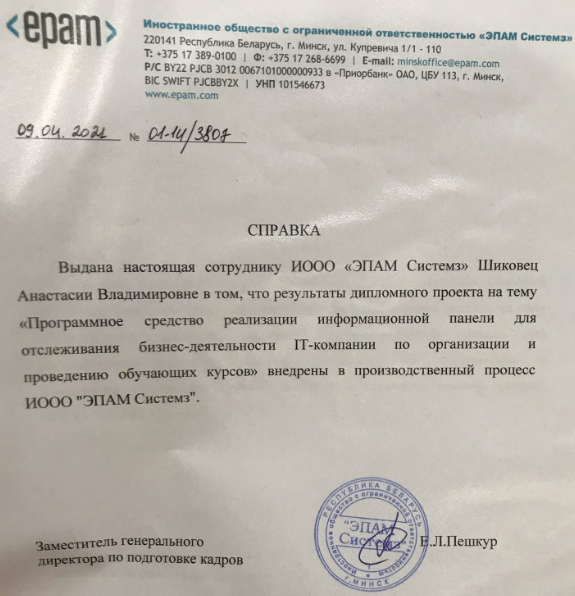 <epam>
Иностранное общество с ограниченной ответственностью «ЭПАМ Системз»
220141 Республика Беларусь, г. Минск, ул. Купревича 1/1 - 110
Т: +375 17 389-0100 | Ф: +375 17 268-6699 | E-mail: minskoffice@epam.com
Р/С BY22 PJCB 3012 0067101000000933 в «Приорбанк» ОАО, ЦБУ 113, г. Минск,
BIC SWIFT PJCBBY2X | УНП 101546673
www.epam.com
09.04.2021 № 01-14/3807
СПРАВКА
Выдана настоящая сотруднику ИООО «ЭПАМ Системз» Шиковец
Анастасии Владимировне в том, что результаты дипломного проекта на тему
«Программное средство реализации информационной панели для
отслеживания бизнес-деятельности IT-компании по организации и
проведению обучающих курсов» внедрены в производственный процесс
ИООО "ЭПАМ Системз".
РЕСПУБЛИКА БЕЛАРУСЬ
Иностранное общество с ограниченной ответственностью
"ЭПАМ
Системз"
г. МИНСК
Заместитель генерального
директора по подготовке кадров
Е.Л.Пешкур